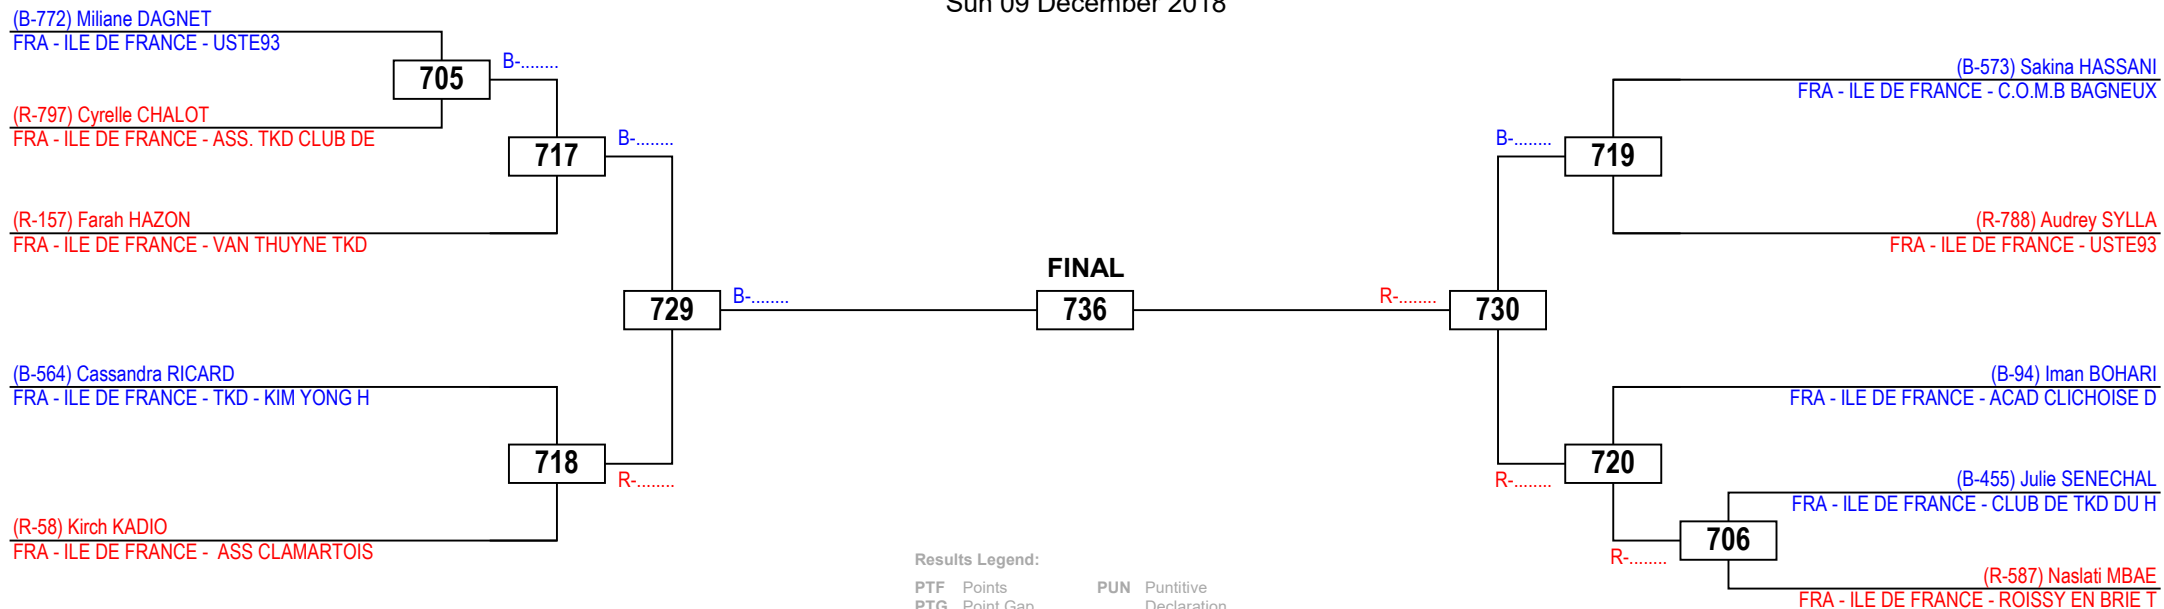 Sun 09 December 2018
(B-772) Miliane DAGNET
FRA - ILE DE FRANCE - USTE93
705
B-........
(R-797) Cyrelle CHALOT
FRA - ILE DE FRANCE - ASS. TKD CLUB DE
717
B-........
(R-157) Farah HAZON
FRA - ILE DE FRANCE - VAN THUYNE TKD
729
B-........
(B-564) Cassandra RICARD
FRA - ILE DE FRANCE - TKD - KIM YONG H
718
R-........
(R-58) Kirch KADIO
FRA - ILE DE FRANCE - ASS CLAMARTOIS
FINAL
736
(B-573) Sakina HASSANI
FRA - ILE DE FRANCE - C.O.M.B BAGNEUX
B-........
719
(R-788) Audrey SYLLA
FRA - ILE DE FRANCE - USTE93
R-........
730
(B-94) Iman BOHARI
FRA - ILE DE FRANCE - ACAD CLICHOISE D
R-........
720
(B-455) Julie SENECHAL
FRA - ILE DE FRANCE - CLUB DE TKD DU H
R-........
706
(R-587) Naslati MBAE
FRA - ILE DE FRANCE - ROISSY EN BRIE T
Results Legend:
PTF Points PUN Puntitive
PTG Point Gap Declaration